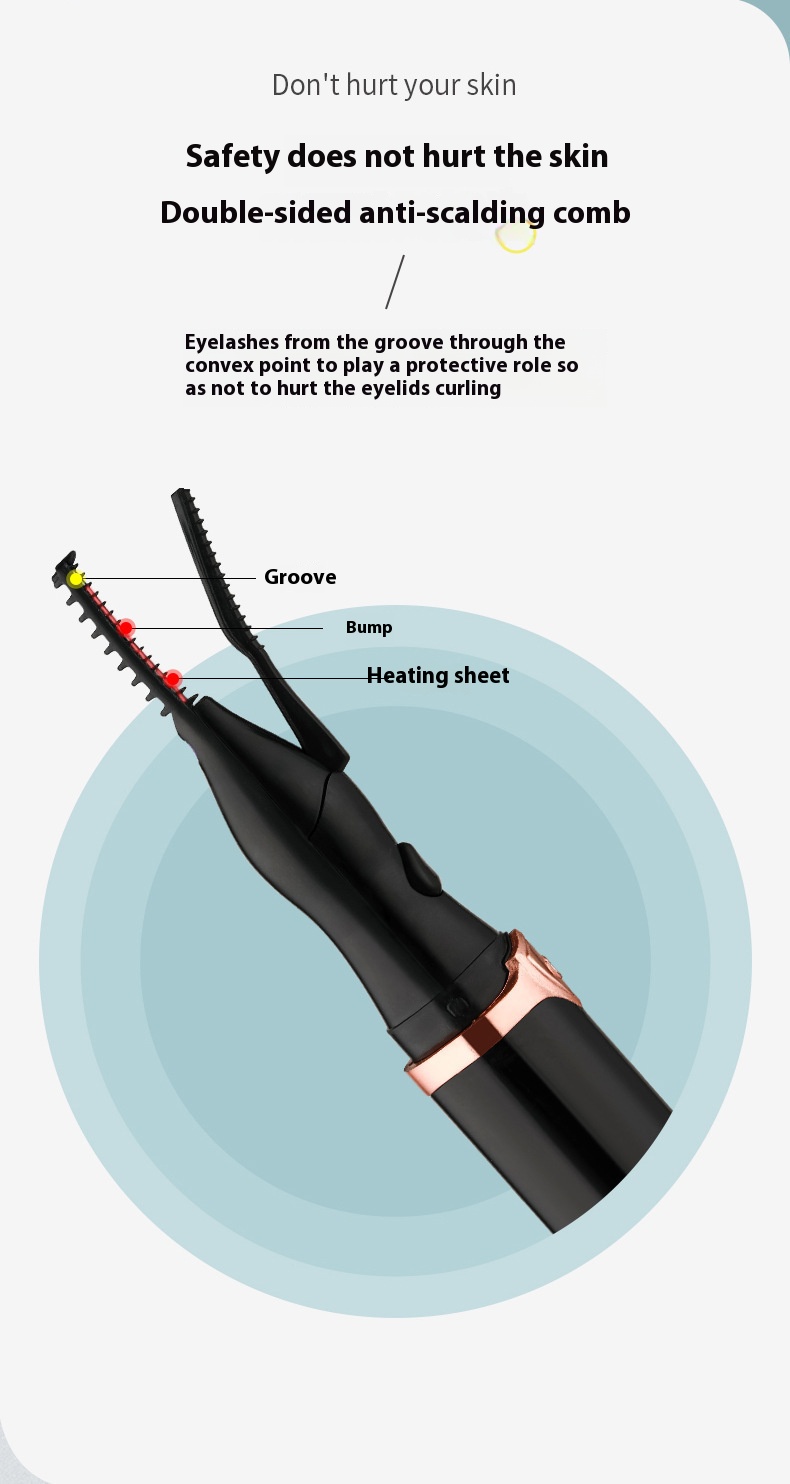 Don't hurt your skin
Safety does not hurt the skin
Double-sided anti-scalding comb
Eyelashes from the groove through the
convex point to play a protective role so
as not to hurt the eyelids curling
Groove
Bump
Heating sheet